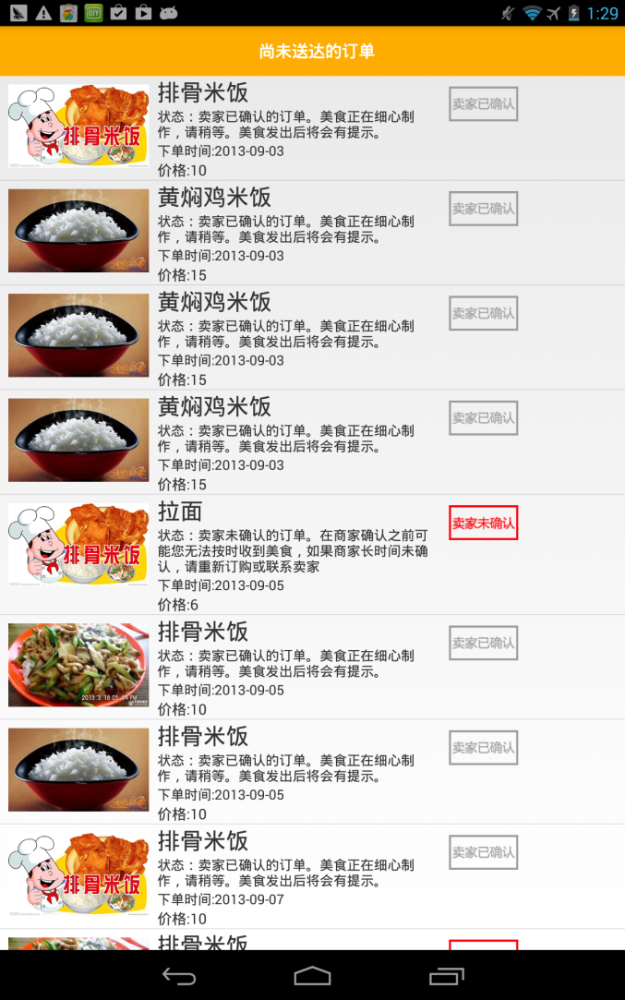 1:29
尚未送达的订单
排骨米饭
排骨米饭
状态：卖家已确认的订单。美食正在细心制
作，请稍等。美食发出后将会有提示。
下单时间:2013-09-03
价格:10
卖家已确认
黄焖鸡米饭
状态：卖家已确认的订单。美食正在细心制
作，请稍等。美食发出后将会有提示。
下单时间:2013-09-03
价格:15
卖家已确认
黄焖鸡米饭
状态：卖家已确认的订单。美食正在细心制
作，请稍等。美食发出后将会有提示。
下单时间:2013-09-03
价格:15
卖家已确认
黄焖鸡米饭
状态：卖家已确认的订单。美食正在细心制
作，请稍等。美食发出后将会有提示。
下单时间:2013-09-03
价格:15
卖家已确认
排骨米饭
拉面
状态：卖家未确认的订单。在商家确认之前可
能您无法按时收到美食，如果商家长时间未确
认，请重新订购或联系卖家
下单时间:2013-09-05
价格:6
卖家未确认
2013.3.18 05:54 PM
排骨米饭
状态：卖家已确认的订单。美食正在细心制
作，请稍等。美食发出后将会有提示。
下单时间:2013-09-05
价格:10
卖家已确认
排骨米饭
状态：卖家已确认的订单。美食正在细心制
作，请稍等。美食发出后将会有提示。
下单时间:2013-09-05
价格:10
卖家已确认
排骨米饭
排骨米饭
状态：卖家已确认的订单。美食正在细心制
作，请稍等。美食发出后将会有提示。
下单时间:2013-09-07
价格:10
卖家已确认
排骨米饭